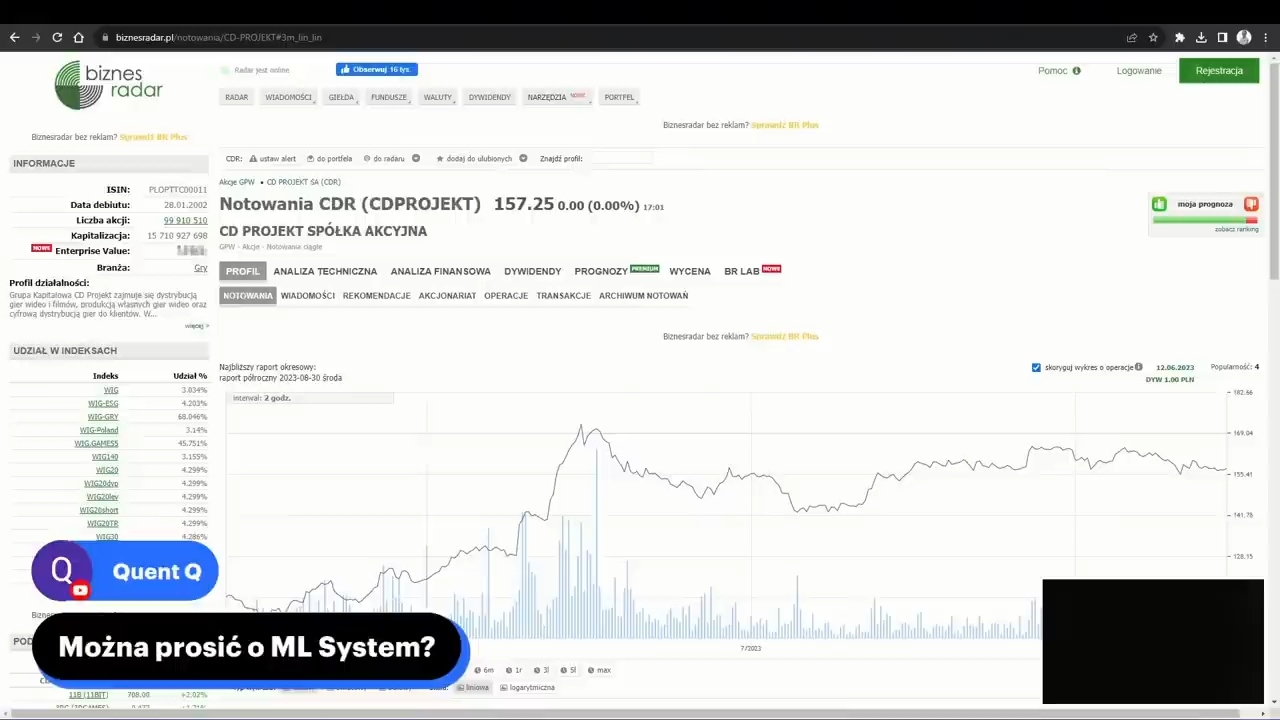 biznesradar.pl/notowania/CD-PROJEKT#3m_lin_lin
biznes
radar
Radar jest online
Obserwuj 16 tys.
Pomoc
Logowanie
Rejestracja
RADAR WIADOMOŚCI GIEŁDA FUNDUSZE WALUTY DYWIDENDY NARZĘDZIA NOWE PORTFEL
Biznesradar bez reklam? Sprawdź BR Plus
Biznesradar bez reklam? Sprawdź BR Plus
INFORMACJE
ISIN: PLOPTTC00011
Data debiutu: 28.01.2002
Liczba akcji: 99 910 510
Kapitalizacja: 15 710 927 698
NOWE Enterprise Value:
Branża: Gry
Profil działalności:
Grupa Kapitałowa CD Projekt zajmuje się dystrybucją
gier wideo i filmów, produkcją własnych gier wideo oraz
cyfrową dystrybucją gier do klientów. W...
więcej >
UDZIAŁ W INDEKSACH
Indeks Udział %
WIG 3.034%
WIG-ESG 4.203%
WIG-GRY 68.046%
WIG-Poland 3.14%
WIG.GAMES5 45.751%
WIG140 3.155%
WIG20 4.299%
WIG20dvp 4.299%
WIG20lev 4.299%
WIG20short 4.299%
WIG20TR 4.299%
WIG30 4.286%
CDR: ustaw alert do portfela do radaru dodaj do ulubionych Znajdź profil:
Akcje GPW • CD PROJEKT SA (CDR)
Notowania CDR (CDPROJEKT) 157.25 0.00 (0.00%) 17:01
CD PROJEKT SPÓŁKA AKCYJNA
GPW - Akcje - Notowania ciągłe
moja prognoza
zobacz ranking
PROFIL ANALIZA TECHNICZNA ANALIZA FINANSOWA DYWIDENDY PROGNOZY PREMIUM WYCENA BR LAB NOWE
NOTOWANIA WIADOMOŚCI REKOMENDACJE AKCJONARIAT OPERACJE TRANSAKCJE ARCHIWUM NOTOWAŃ
Biznesradar bez reklam? Sprawdź BR Plus
Najbliższy raport okresowy:
raport półroczny 2023-08-30 środa
skoryguj wykres o operacje
12.06.2023
DYW 1.00 PLN
Popularność: 4
interwał: 2 godz.
182.66
169.04
155.41
141.78
128.15
7/2023
6m 1r 3l 5l max
liniowa logarytmiczna
Q
Quent Q
Można prosić o ML System?
11B (11BIT) 708.00 +2.02%